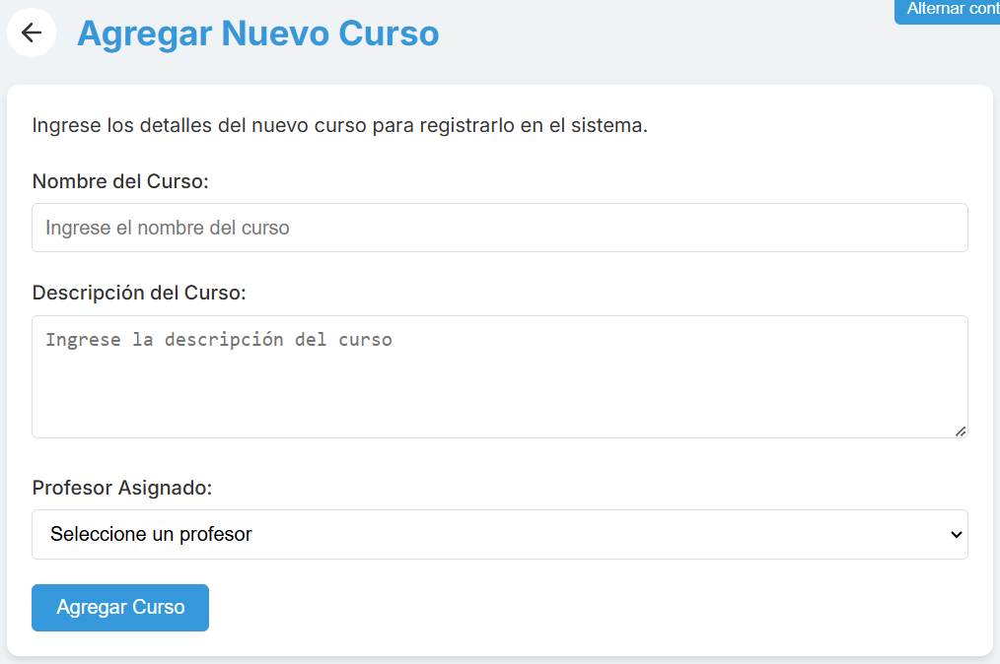 Alternar cont
Agregar Nuevo Curso
Ingrese los detalles del nuevo curso para registrarlo en el sistema.
Nombre del Curso:
Ingrese el nombre del curso
Descripción del Curso:
Ingrese la descripción del curso
Profesor Asignado:
Seleccione un profesor
Agregar Curso